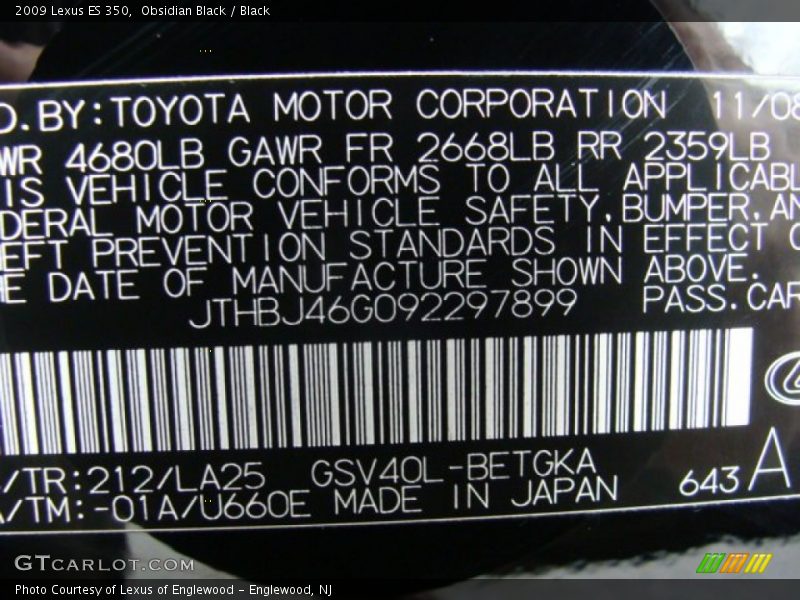 2009 Lexus ES 350,  Obsidian Black / Black
D.BY:TOYOTA MOTOR CORPORATION 11/08
WR 4680LB GAWR FR 2668LB RR 2359LB
IS VEHICLE CONFORMS TO ALL APPLICABL
DERAL MOTOR VEHICLE SAFETY,BUMPER,AN
EFT PREVENTION STANDARDS IN EFFECT O
E DATE OF MANUFACTURE SHOWN ABOVE.
JTHBJ46G092297899 PASS.CAR
/TR:212/LA25 GSV40L-BETGKA
A/TM:-01A/U660E MADE IN JAPAN 643 A
GTCARLOT.COM
Photo Courtesy of Lexus of Englewood - Englewood, NJ